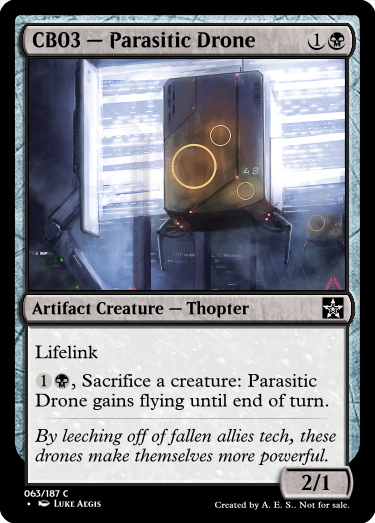 CB03 — Parasitic Drone 1
48
Artifact Creature — Thopter
Lifelink
1, Sacrifice a creature: Parasitic
Drone gains flying until end of turn.
By leeching off of fallen allies tech, these
drones make themselves more powerful.
2/1
063/187 C
• Luke Aegis
Created by A. E. S.. Not for sale.